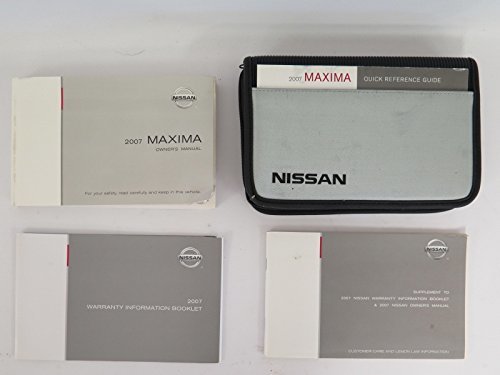 NISSAN
2007 MAXIMA
OWNER'S MANUAL
For your safety, read carefully and keep in this vehicle.
2007 MAXIMA QUICK REFERENCE GUIDE
NISSAN
NISSAN
2007
WARRANTY INFORMATION BOOKLET
NISSAN
SUPPLEMENT TO
2007 NISSAN WARRANTY INFORMATION BOOKLET
& 2007 NISSAN OWNER'S MANUAL
CUSTOMER CARE AND LEMON LAW INFORMATION